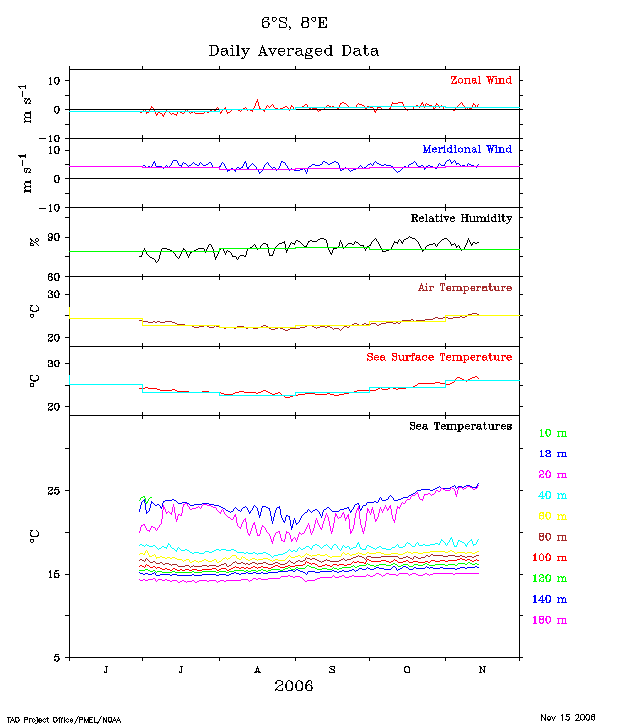 6°S, 8°E
Daily Averaged Data
Zonal Wind
m s⁻¹
10
0
-10
Meridional Wind
m s⁻¹
10
0
-10
Relative Humidity
%
90
60
Air Temperature
°C
30
20
Sea Surface Temperature
°C
30
20
Sea Temperatures
°C
25
15
5
10 m
12 m
20 m
40 m
60 m
80 m
100 m
120 m
140 m
180 m
J J A S O N
2006
TAO Project Office/PMEL/NOAA
Nov 15 2006